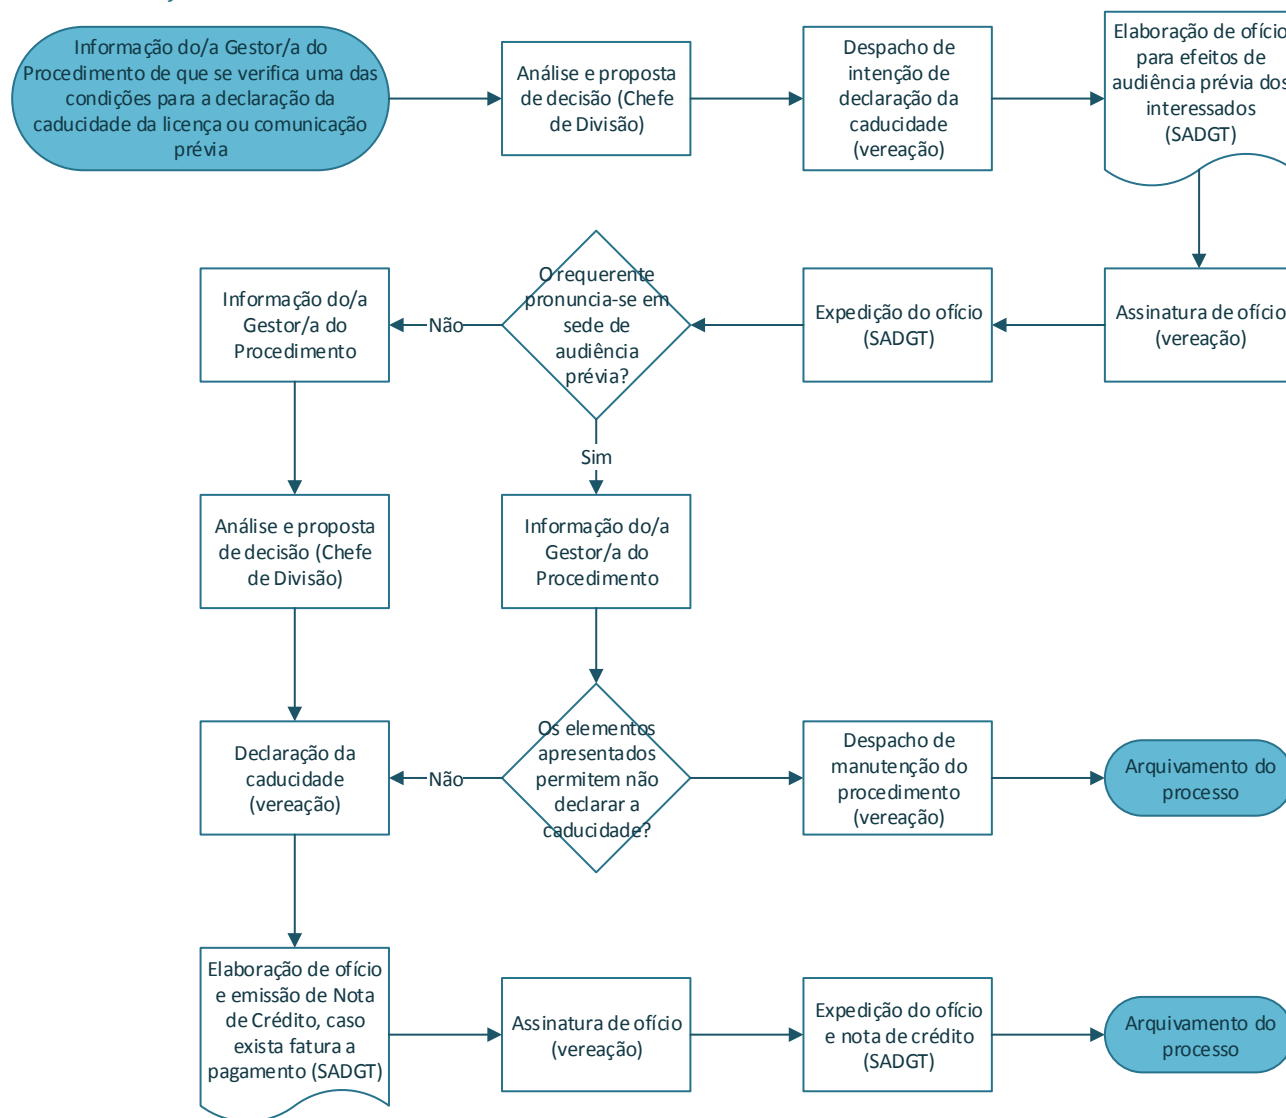 Informação do/a Gestor/a do
Procedimento de que se verifica uma das
condições para a declaração da
caducidade da licença ou comunicação
prévia
Análise e proposta
de decisão (Chefe
de Divisão)
Despacho de
intenção de
declaração da
caducidade
(vereação)
Elaboração de ofício
para efeitos de
audiência prévia dos
interessados
(SADGT)
Informação do/a
Gestor/a do
Procedimento
Não
O requerente
pronuncia-se em
sede de
audiência
prévia?
Expedição do ofício
(SADGT)
Assinatura de ofício
(vereação)
Sim
Análise e proposta
de decisão (Chefe
de Divisão)
Informação do/a
Gestor/a do
Procedimento
Declaração da
caducidade
(vereação)
Não
Os elementos
apresentados
permitem não
declarar a
caducidade?
Despacho de
manutenção do
procedimento
(vereação)
Arquivamento do
processo
Elaboração de ofício
e emissão de Nota
de Crédito, caso
exista fatura a
pagamento (SADGT)
Assinatura de ofício
(vereação)
Expedição do ofício
e nota de crédito
(SADGT)
Arquivamento do
processo